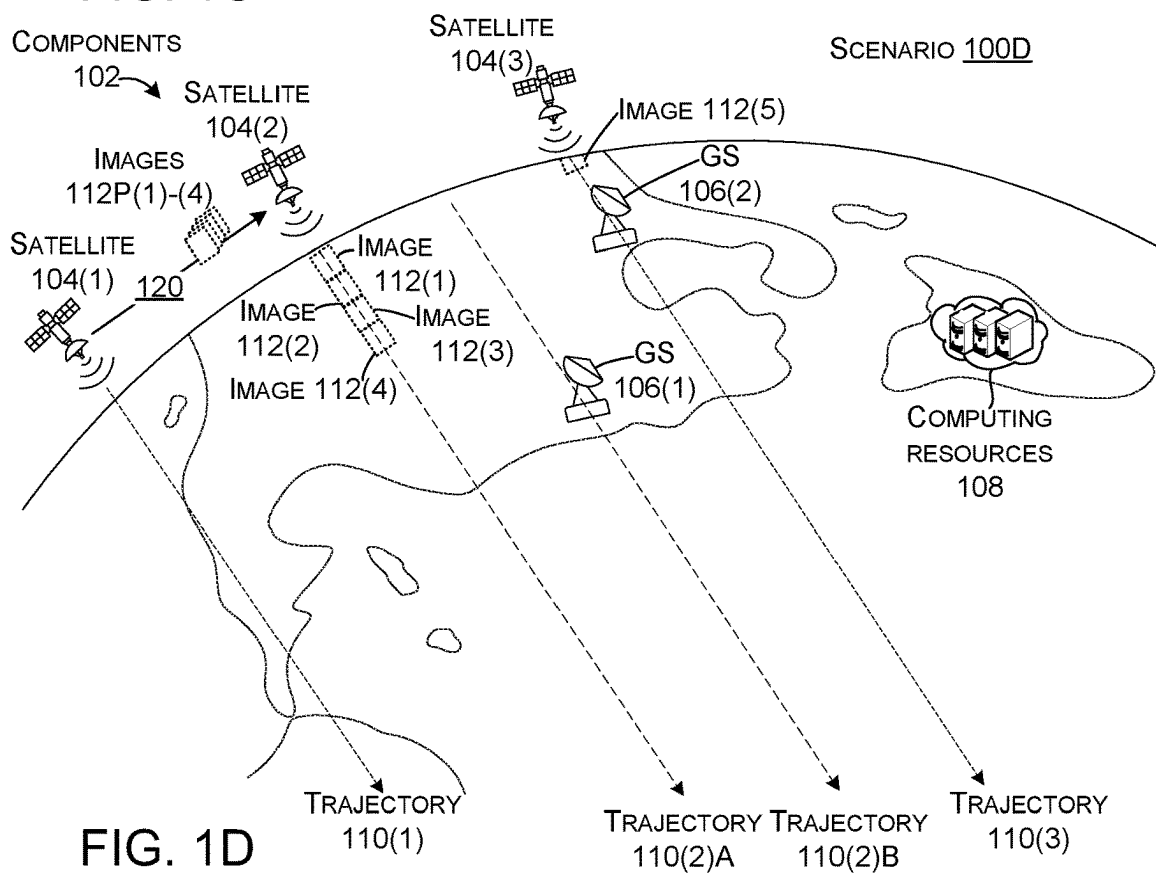 COMPONENTS
102
SATELLITE
104(3)
SCENARIO 100D
SATELLITE
104(2)
IMAGE 112(5)
IMAGES
112P(1)-(4)
GS
106(2)
SATELLITE
104(1)
120
IMAGE
112(1)
IMAGE
112(2)
IMAGE
112(3)
IMAGE 112(4)
GS
106(1)
COMPUTING
RESOURCES
108
TRAJECTORY
110(1)
TRAJECTORY
110(2)A
TRAJECTORY
110(2)B
TRAJECTORY
110(3)
FIG. 1D